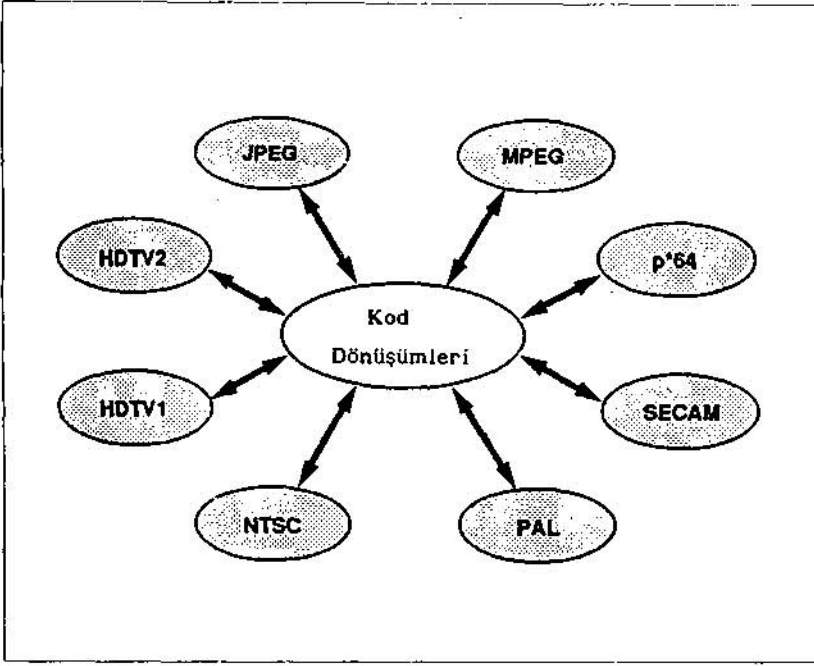 JPEG
MPEG
HDTV2
p*64
Kod
Dönüşümleri
HDTV1
SECAM
NTSC
PAL